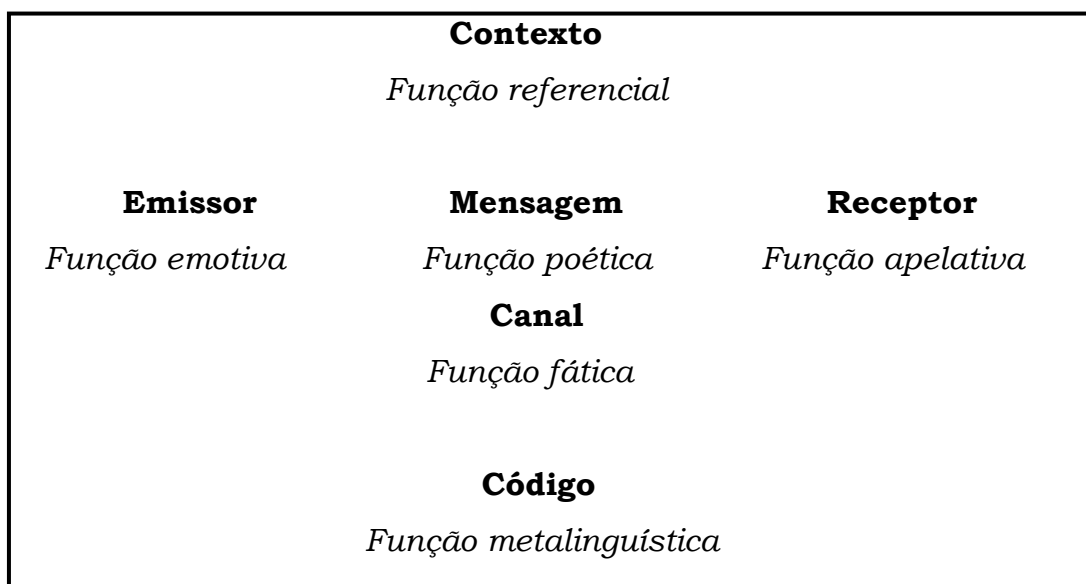 Contexto
Função referencial
Emissor Mensagem Receptor
Função emotiva Função poética Função apelativa
Canal
Função fática
Código
Função metalinguística